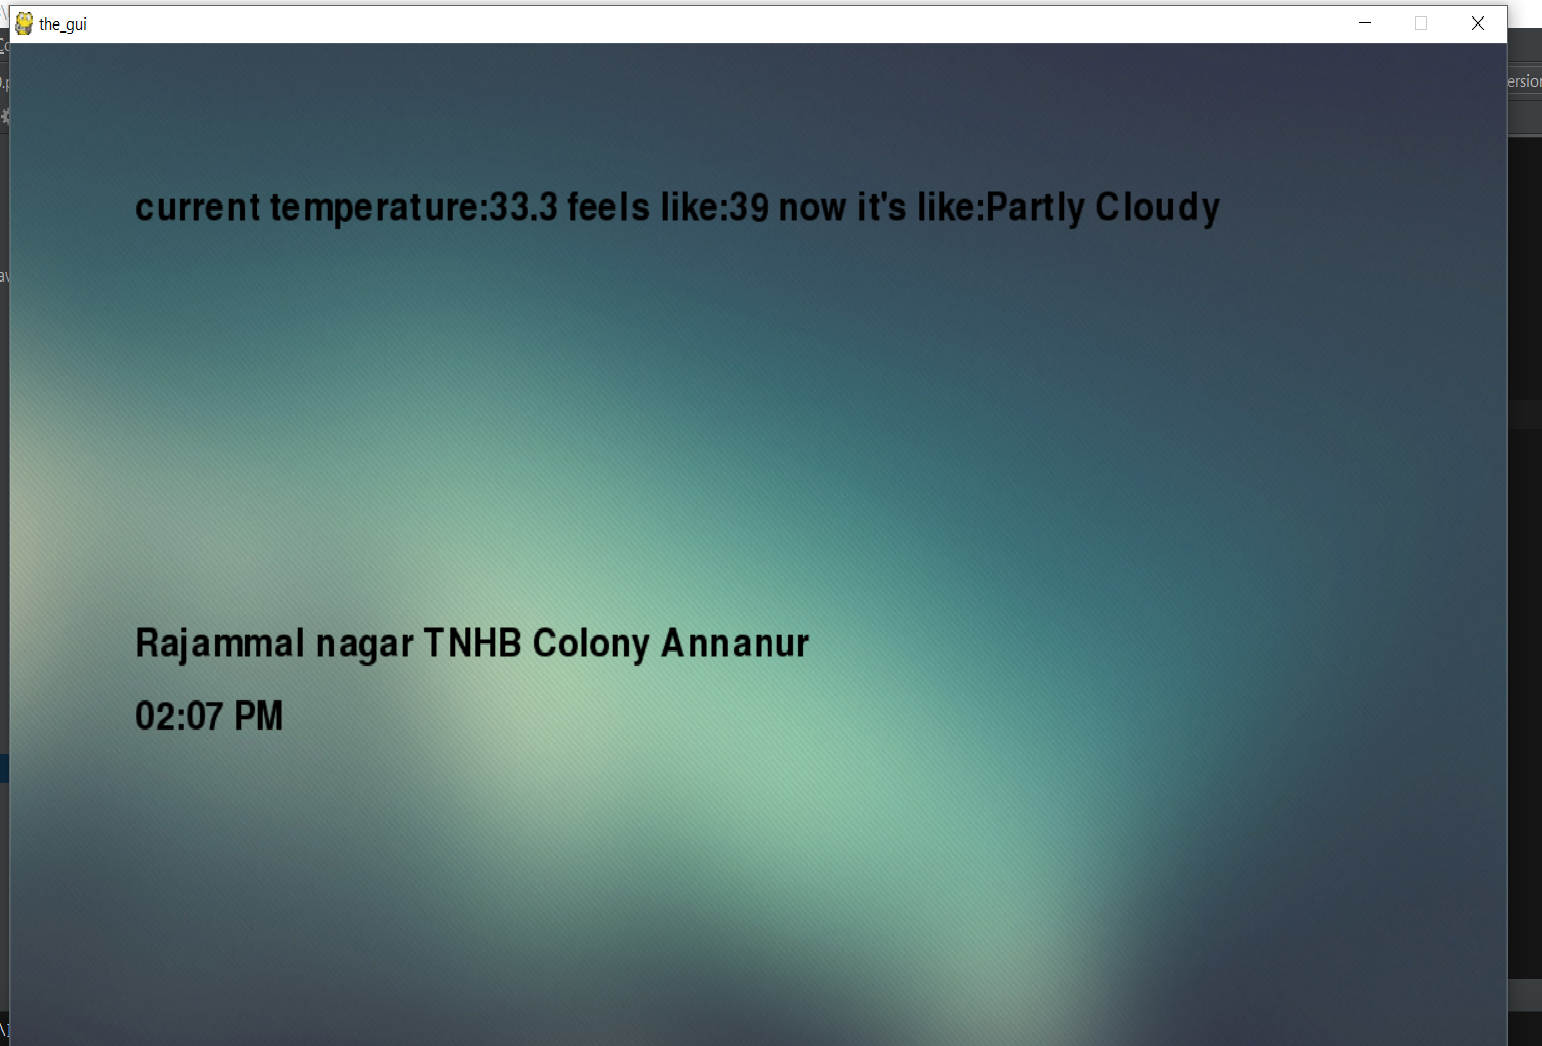 the_gui
ersion
current temperature:33.3 feels like:39 now it's like:Partly Cloudy
Rajammal nagar TNHB Colony Annanur
02:07 PM